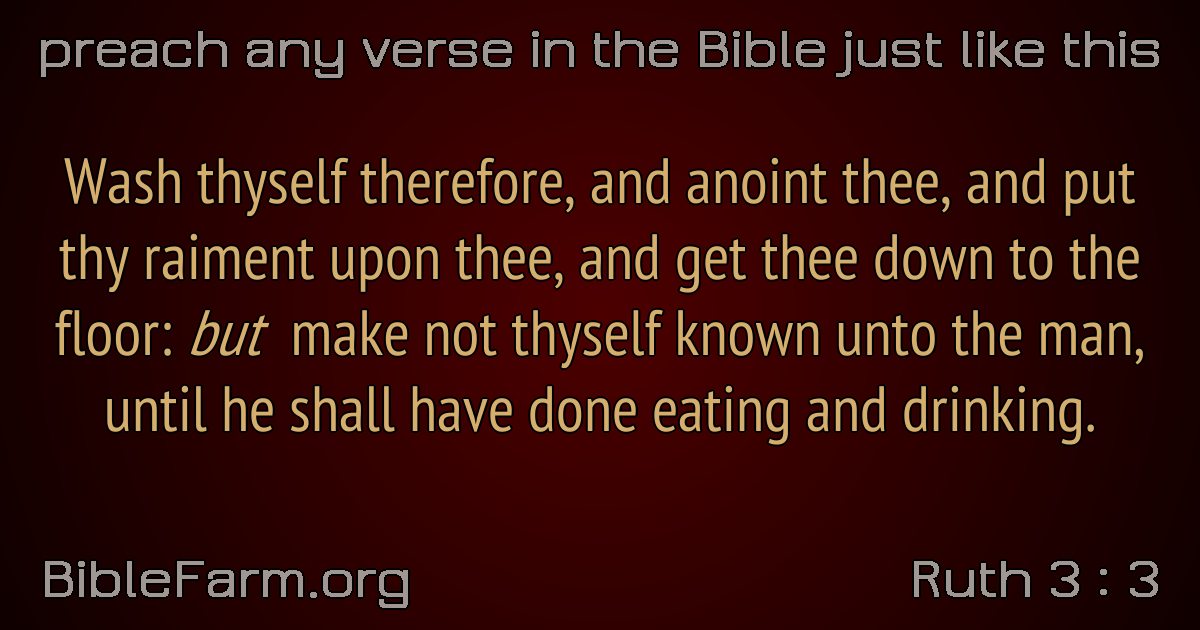 preach any verse in the Bible just like this
Wash thyself therefore, and anoint thee, and put
thy raiment upon thee, and get thee down to the
floor: but make not thyself known unto the man,
until he shall have done eating and drinking.
BibleFarm.org
Ruth 3 : 3